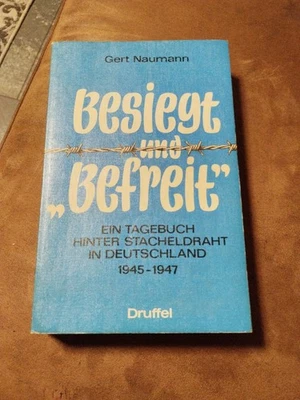 Gert Naumann
Besiegt
und
„Befreit”
EIN TAGEBUCH
HINTER STACHELDRAHT
IN DEUTSCHLAND
1945-1947
Druffel